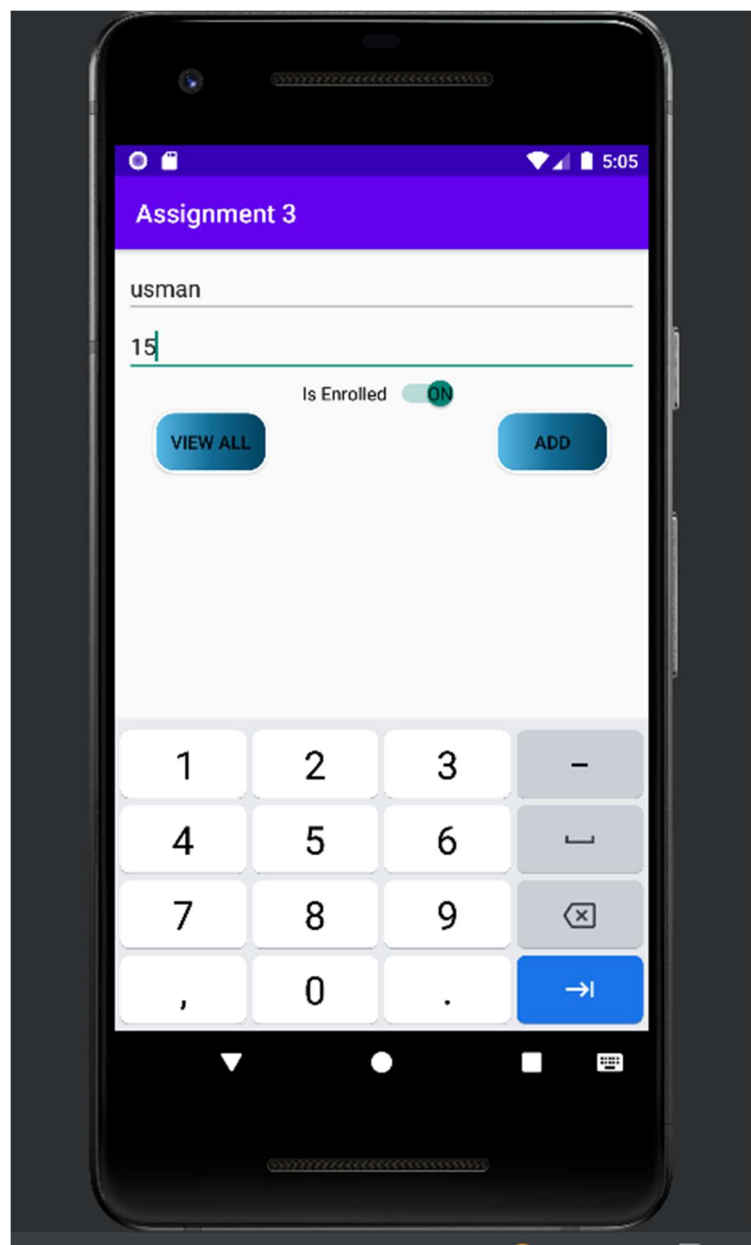 5:05
Assignment 3
usman
15
Is Enrolled ON
VIEW ALL ADD
1 2 3 -
4 5 6
7 8 9
, 0 .